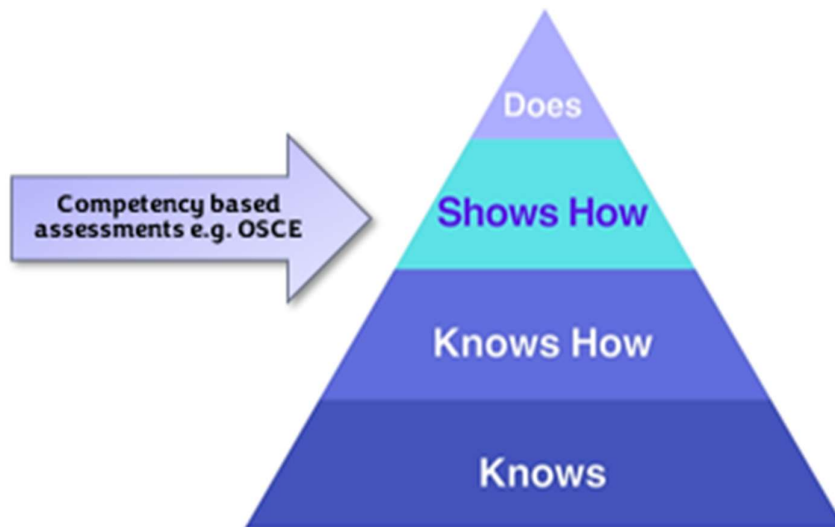 Does
Competency based
assessments e.g. OSCE
Shows How
Knows How
Knows